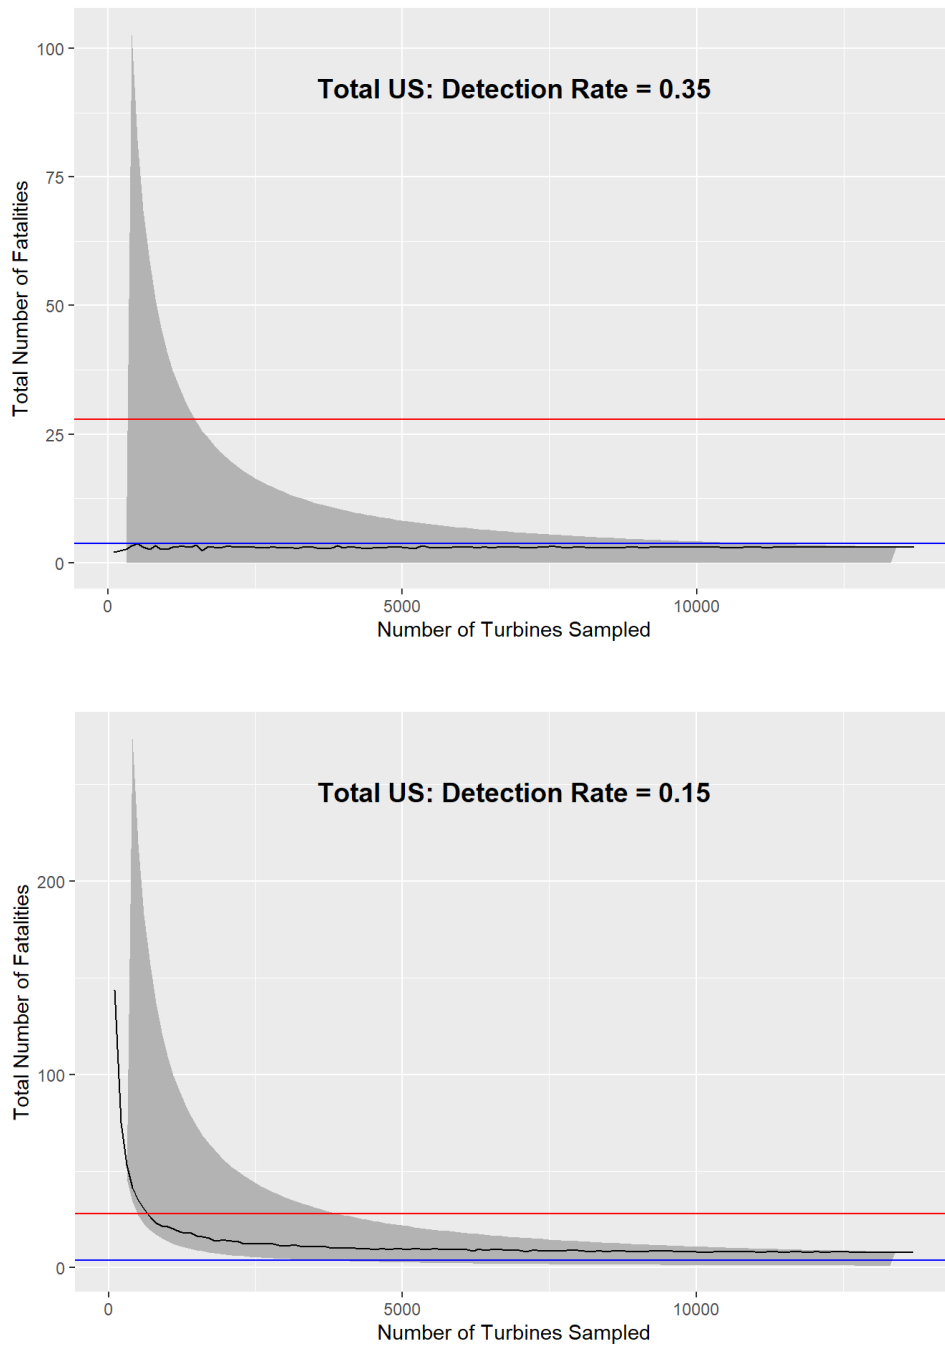 Total US: Detection Rate = 0.35
100
75
50
25
0
Total Number of Fatalities
0 5000 10000
Number of Turbines Sampled
Total US: Detection Rate = 0.15
200
100
0
Total Number of Fatalities
0 5000 10000
Number of Turbines Sampled